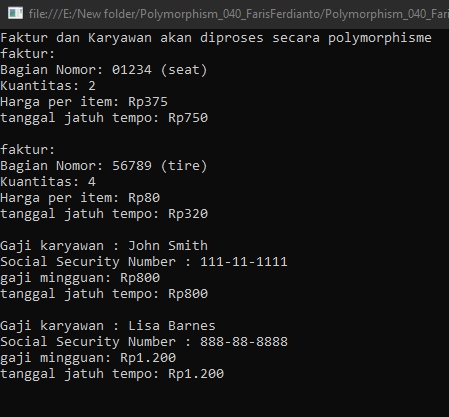 file:///E:/New folder/Polymorphism_040_FarisFerdianto/Polymorphism_040_Fari
Faktur dan Karyawan akan diproses secara polymorphisme
faktur:
Bagian Nomor: 01234 (seat)
Kuantitas: 2
Harga per item: Rp375
tanggal jatuh tempo: Rp750
faktur:
Bagian Nomor: 56789 (tire)
Kuantitas: 4
Harga per item: Rp80
tanggal jatuh tempo: Rp320
Gaji karyawan : John Smith
Social Security Number : 111-11-1111
gaji mingguan: Rp800
tanggal jatuh tempo: Rp800
Gaji karyawan : Lisa Barnes
Social Security Number : 888-88-8888
gaji mingguan: Rp1.200
tanggal jatuh tempo: Rp1.200